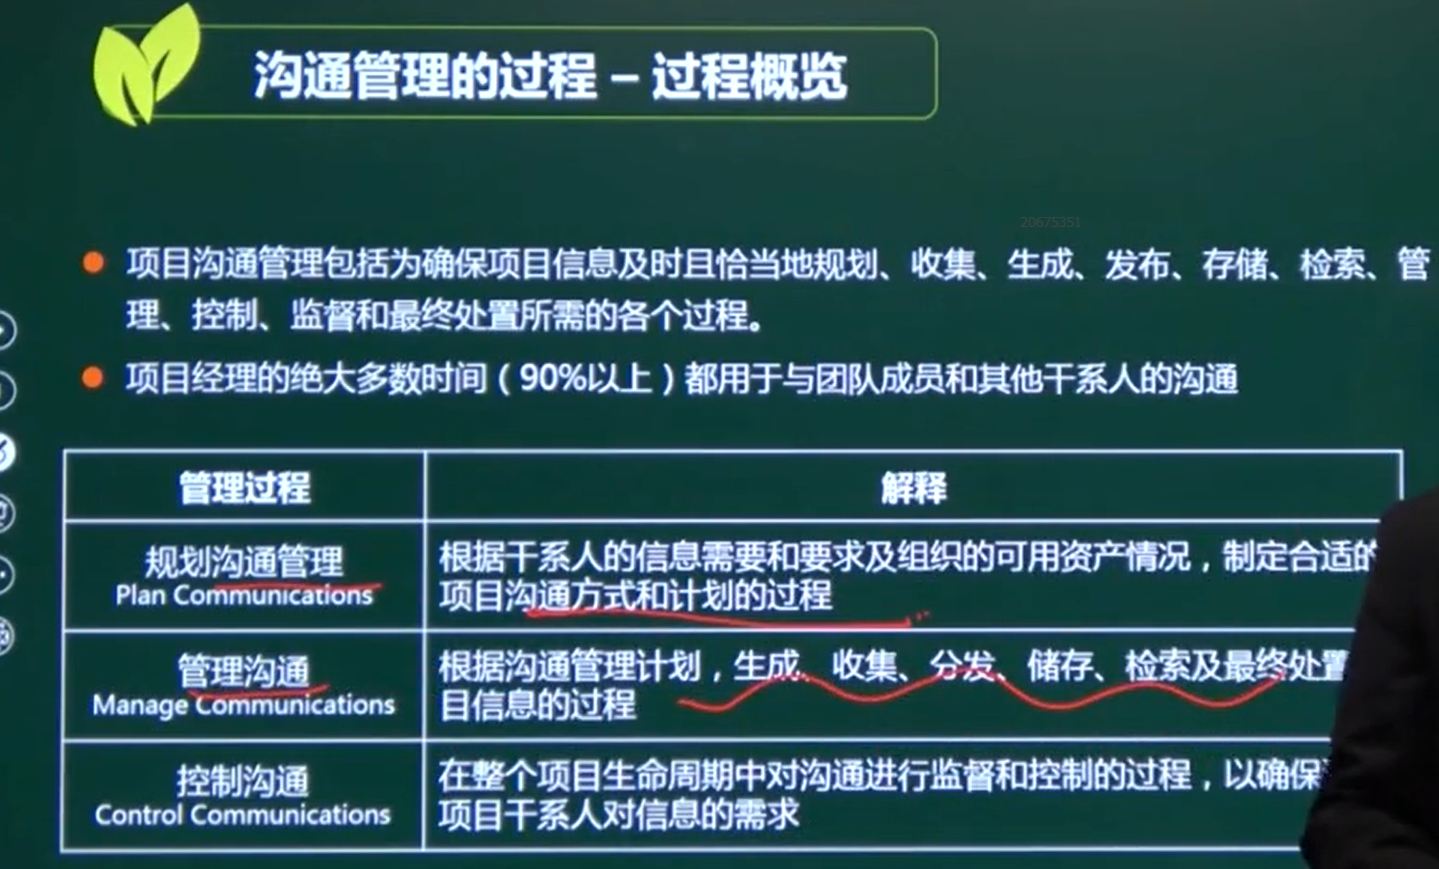 沟通管理的过程 – 过程概览
20675351
项目沟通管理包括为确保项目信息及时且恰当地规划、收集、生成、发布、存储、检索、管
理、控制、监督和最终处置所需的各个过程。
项目经理的绝大多数时间（90%以上）都用于与团队成员和其他干系人的沟通
管理过程
解释
规划沟通管理
Plan Communications
根据干系人的信息需要和要求及组织的可用资产情况，制定合适的
项目沟通方式和计划的过程
管理沟通
Manage Communications
根据沟通管理计划，生成、收集、分发、储存、检索及最终处置
目信息的过程
控制沟通
Control Communications
在整个项目生命周期中对沟通进行监督和控制的过程，以确保
项目干系人对信息的需求